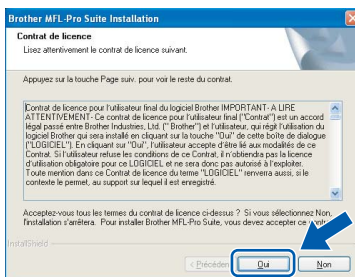 Brother MFL-Pro Suite Installation
Contrat de licence
Lisez attentivement le contrat de licence suivant.
Appuyez sur la touche Page suiv. pour voir le reste du contrat.
Contrat de licence pour l'utilisateur final du logiciel Brother IMPORTANT- A LIRE
ATTENTIVEMENT- Ce contrat de licence pour l'utilisateur final ("Contrat") est un accord
légal passé entre Brother Industries, Ltd. (" Brother") et l'utilisateur, qui régit l'utilisation du
logiciel Brother qui sera installé en cliquant sur la touche "Oui" de cette boîte de dialogue
("LOGICIEL"). En cliquant sur "Oui", l'utilisateur accepte d'être lié aux modalités de ce
Contrat. Si l'utilisateur refuse les conditions de ce Contrat, il n'obtiendra pas la licence
d'utilisation obligatoire pour ce LOGICIEL et ne sera donc pas autorisé à l'exploiter.
Toute mention dans ce Contrat de licence du terme "LOGICIEL" renverra aussi, si le
contexte le permet, au support sur lequel il est enregistré.
Acceptez-vous tous les termes du contrat de licence ci-dessus ? Si vous sélectionnez Non,
l'installation s'arrêtera. Pour installer Brother MFL-Pro Suite, vous devez accepter ce
InstallShield
< Précédent Oui Non